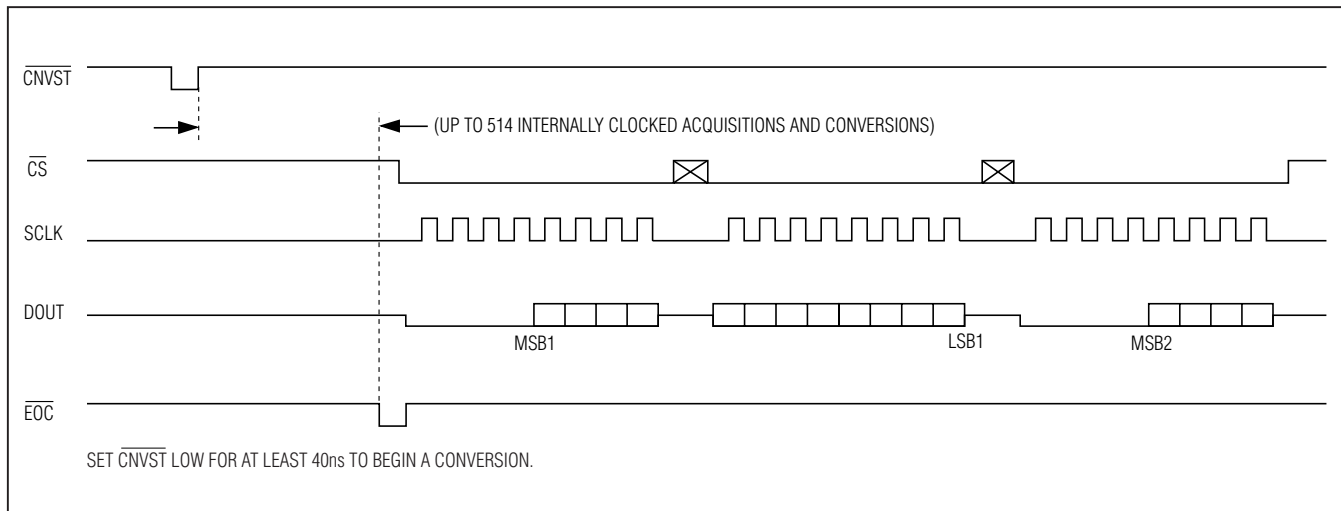 CNVST
(UP TO 514 INTERNALLY CLOCKED ACQUISITIONS AND CONVERSIONS)
CS
SCLK
DOUT
MSB1
LSB1
MSB2
EOC
SET CNVST LOW FOR AT LEAST 40ns TO BEGIN A CONVERSION.